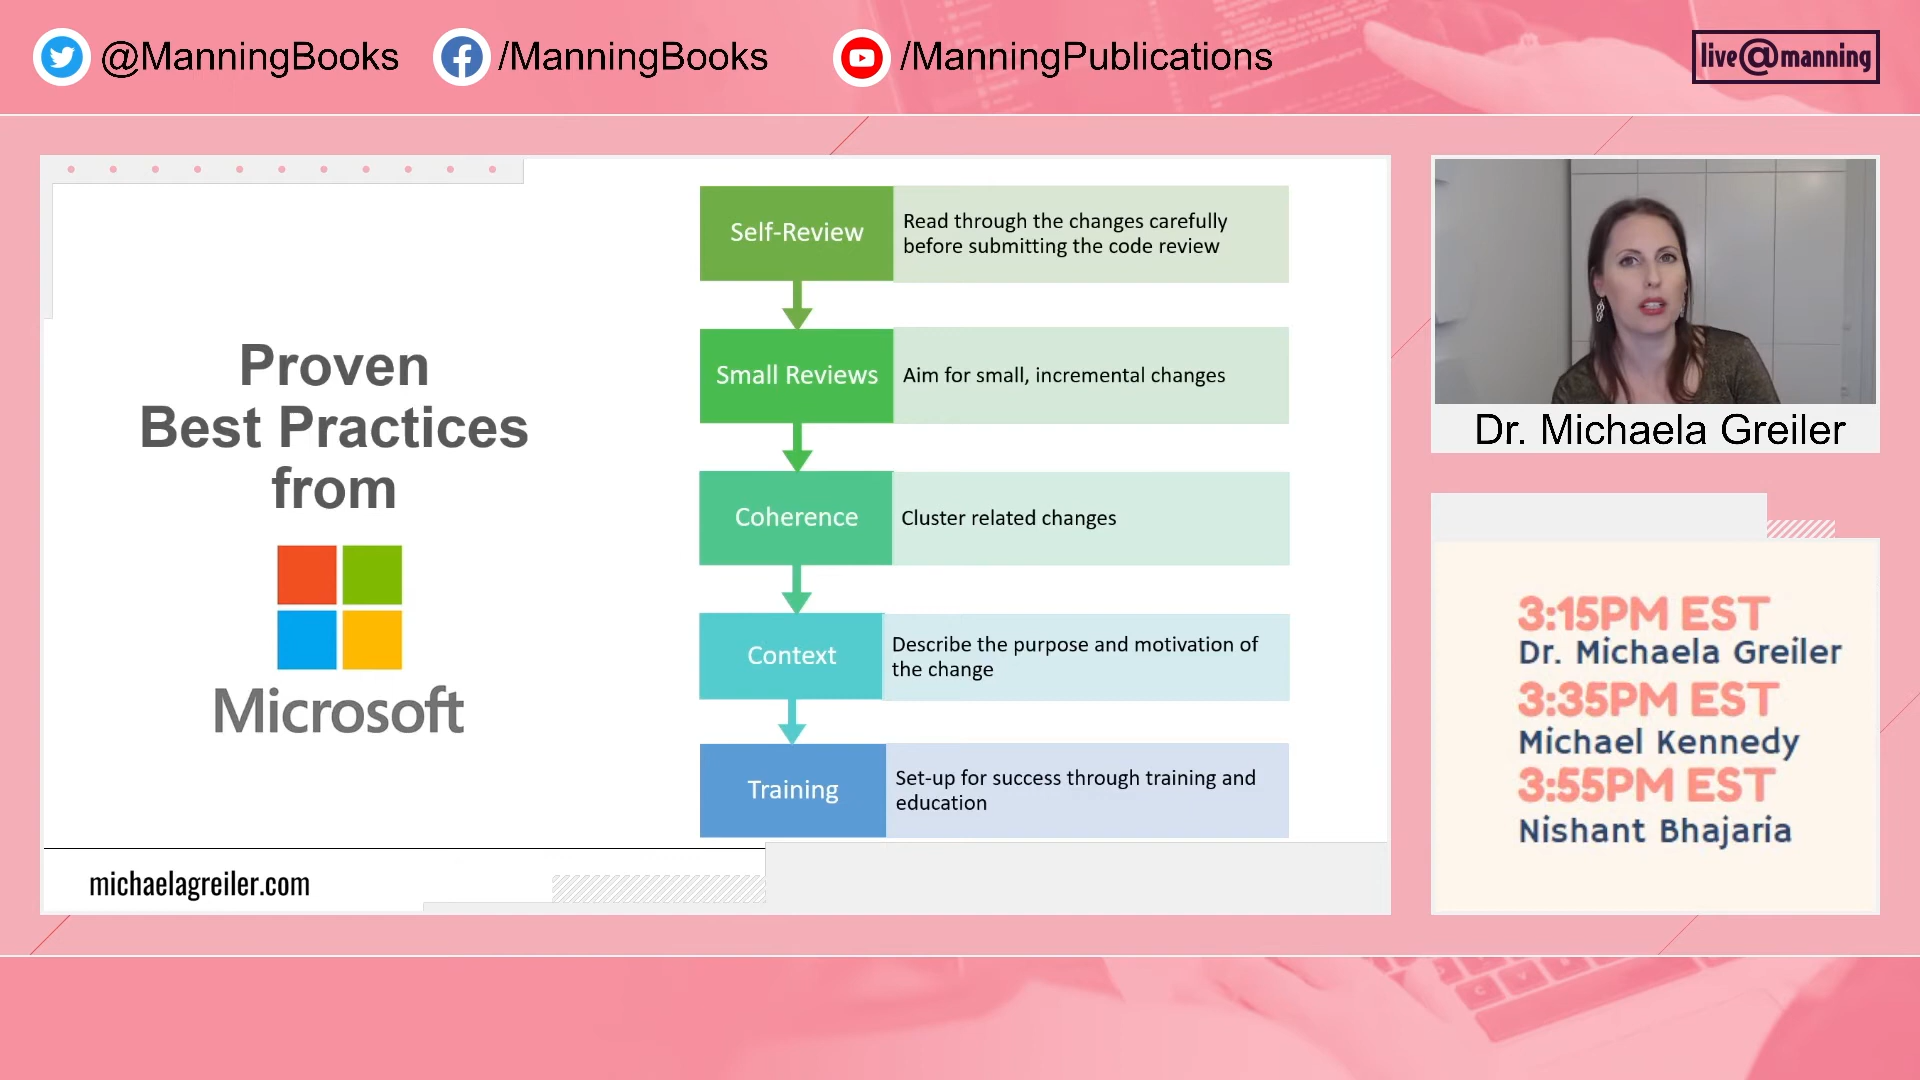 @ManningBooks
/ManningBooks
/ManningPublications
live@manning
Proven
Best Practices
from
Microsoft
Self-Review
Read through the changes carefully
before submitting the code review
Small Reviews
Aim for small, incremental changes
Coherence
Cluster related changes
Context
Describe the purpose and motivation of
the change
Training
Set-up for success through training and
education
michaelagreiler.com
Dr. Michaela Greiler
3:15PM EST
Dr. Michaela Greiler
3:35PM EST
Michael Kennedy
3:55PM EST
Nishant Bhajaria